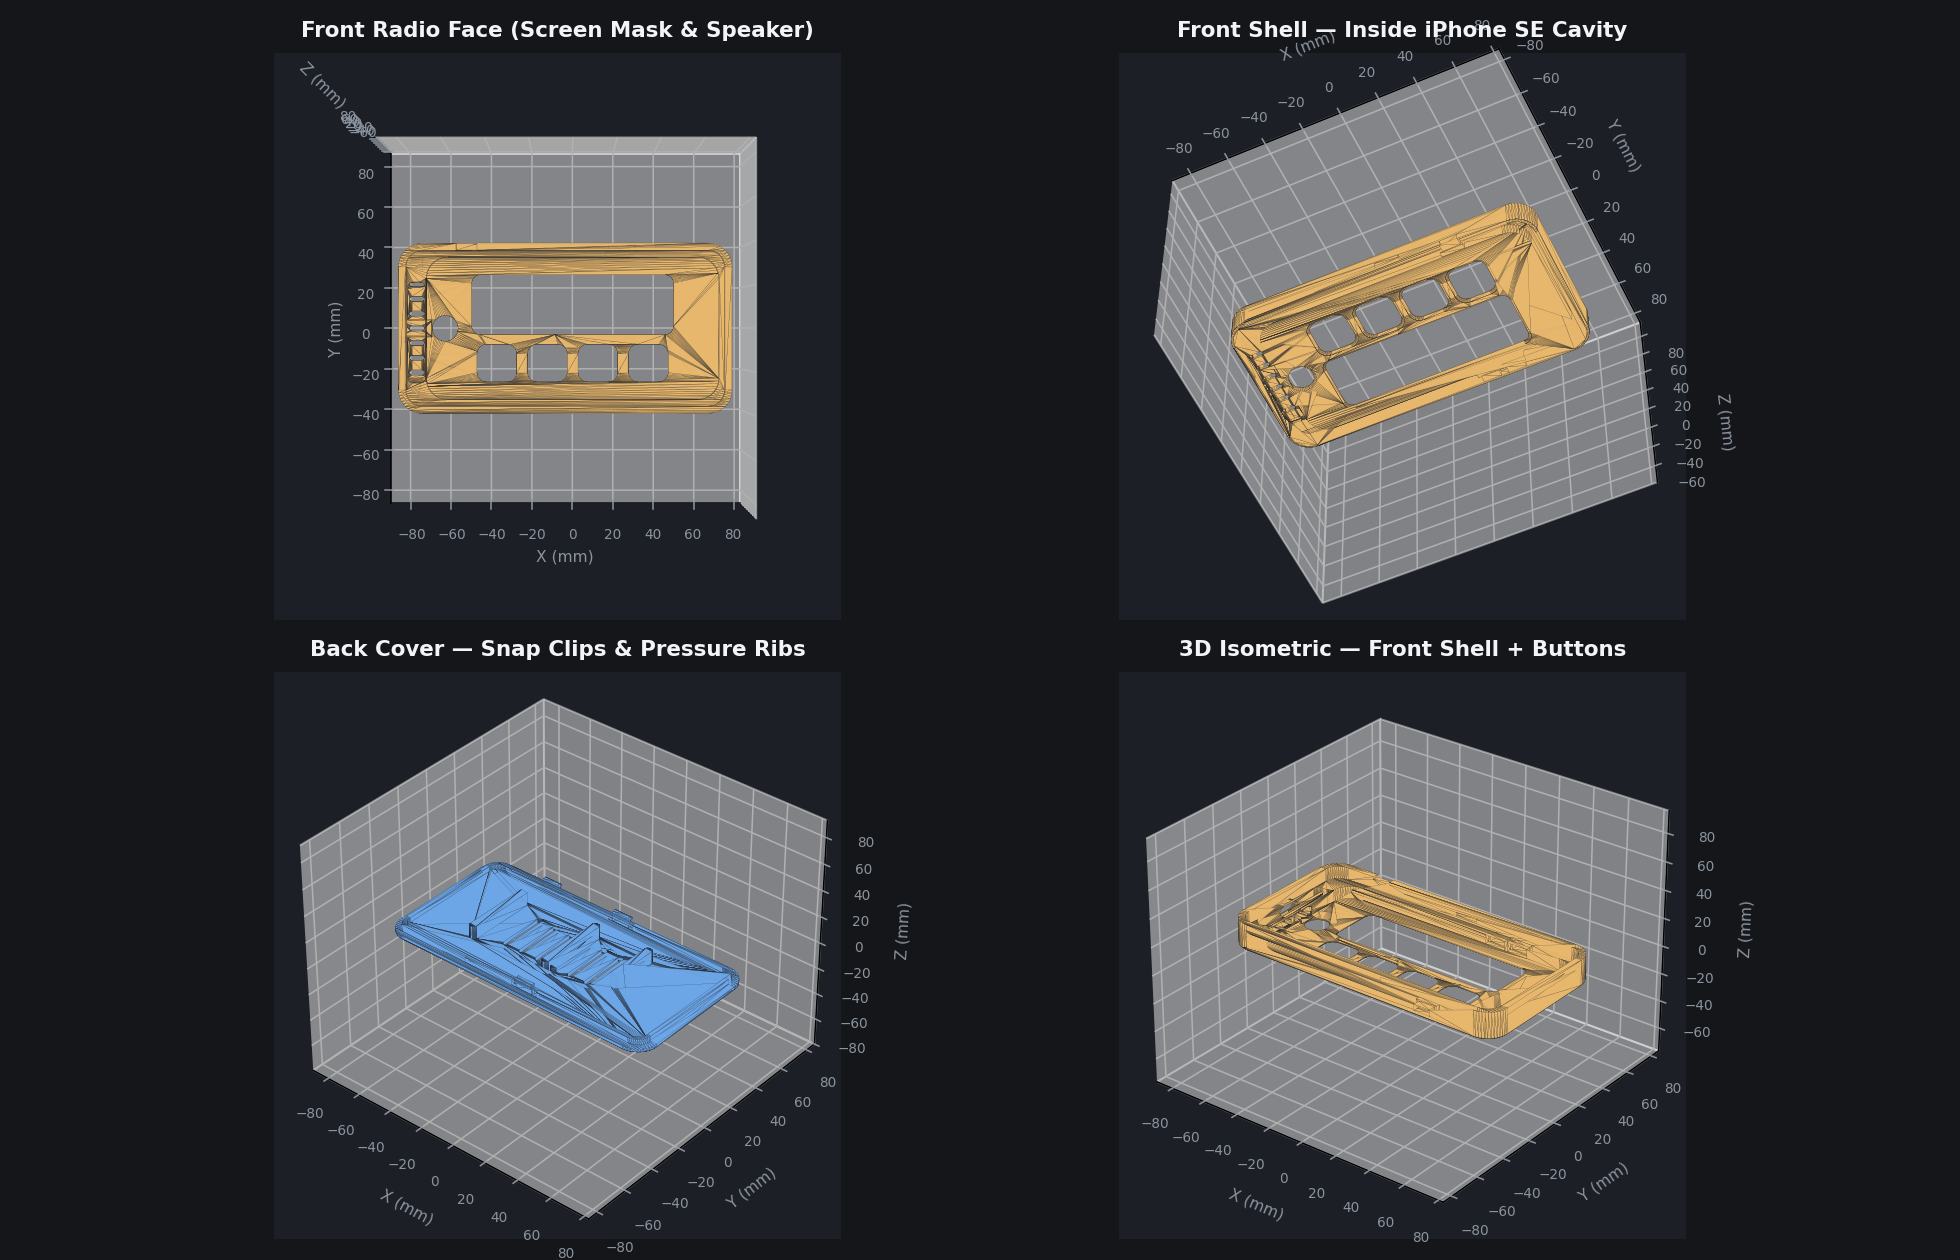 Front Radio Face (Screen Mask & Speaker)
Z (mm)
80
80
60
40
20
0
−20
−40
−60
−80
Y (mm)
−80 −60 −40 −20 0 20 40 60 80
X (mm)
Front Shell — Inside iPhone SE Cavity
X (mm)
−80 −60 −40 −20 0 20 40 60 80
Y (mm)
−80
−60
−40
−20
0
20
40
60
80
Z (mm)
80
60
40
20
0
−20
−40
−60
Back Cover — Snap Clips & Pressure Ribs
80
60
40
20
0
−20
−40
−60
−80
Z (mm)
−80 −60 −40 −20 0 20 40 60 80
X (mm)
−80 −60 −40 −20 0 20 40 60 80
Y (mm)
3D Isometric — Front Shell + Buttons
80
60
40
20
0
−20
−40
−60
Z (mm)
−80 −60 −40 −20 0 20 40 60 80
X (mm)
−80 −60 −40 −20 0 20 40 60 80
Y (mm)